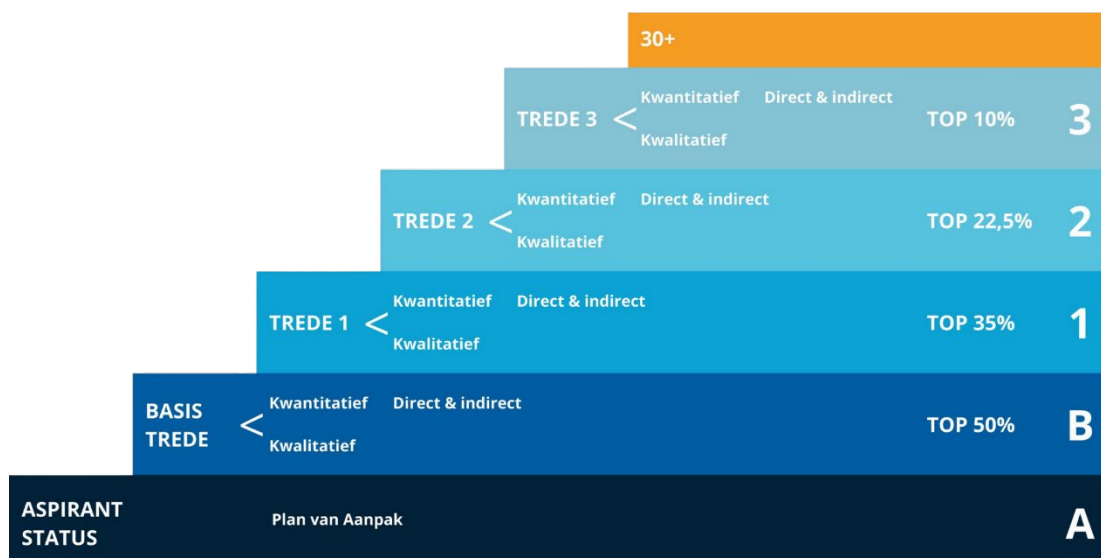 30+
TREDE 3 < Kwantitatief Direct & indirect TOP 10% 3
Kwalitatief
TREDE 2 < Kwantitatief Direct & indirect TOP 22,5% 2
Kwalitatief
TREDE 1 < Kwantitatief Direct & indirect TOP 35% 1
Kwalitatief
BASIS TREDE < Kwantitatief Direct & indirect TOP 50% B
Kwalitatief
ASPIRANT STATUS Plan van Aanpak A